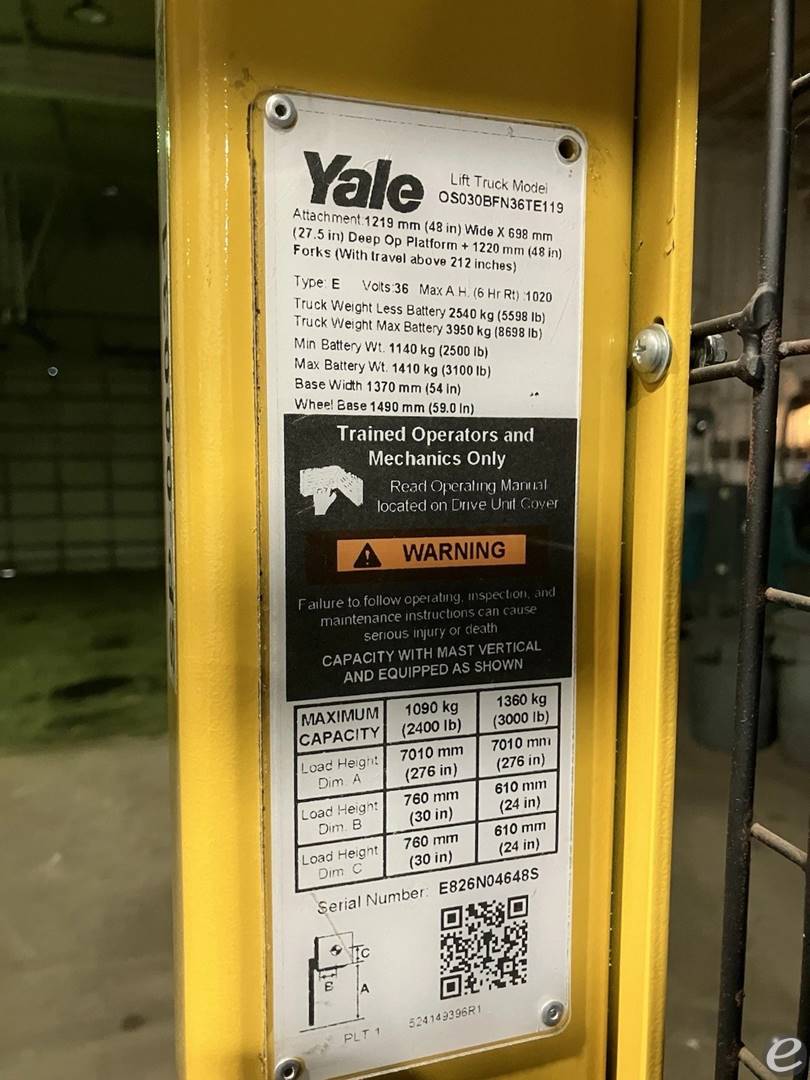 Yale
Lift Truck Model
OS030BFN36TE119
Attachment:1219 mm (48 in) Wide X 698 mm
(27.5 in) Deep Op Platform + 1220 mm (48 in)
Forks (With travel above 212 inches)
Type: E Volts:36 Max A.H. (6 Hr Rt) :1020
Truck Weight Less Battery 2540 kg (5598 lb)
Truck Weight Max Battery 3950 kg (8698 lb)
Min Battery Wt. 1140 kg (2500 lb)
Max Battery Wt. 1410 kg (3100 lb)
Base Width 1370 mm (54 in)
Wheel Base 1490 mm (59.0 in)
Trained Operators and
Mechanics Only
Read Operating Manual
located on Drive Unit Cover
WARNING
Failure to follow operating, inspection, and
maintenance instructions can cause
serious injury or death
CAPACITY WITH MAST VERTICAL
AND EQUIPPED AS SHOWN
MAXIMUM CAPACITY 1090 kg (2400 lb) 1360 kg (3000 lb)
Load Height Dim. A 7010 mm (276 in) 7010 mm (276 in)
Load Height Dim. B 760 mm (30 in) 610 mm (24 in)
Load Height Dim. C 760 mm (30 in) 610 mm (24 in)
Serial Number: E826N04648S
C
B
A
PLT 1
524149396R1
e